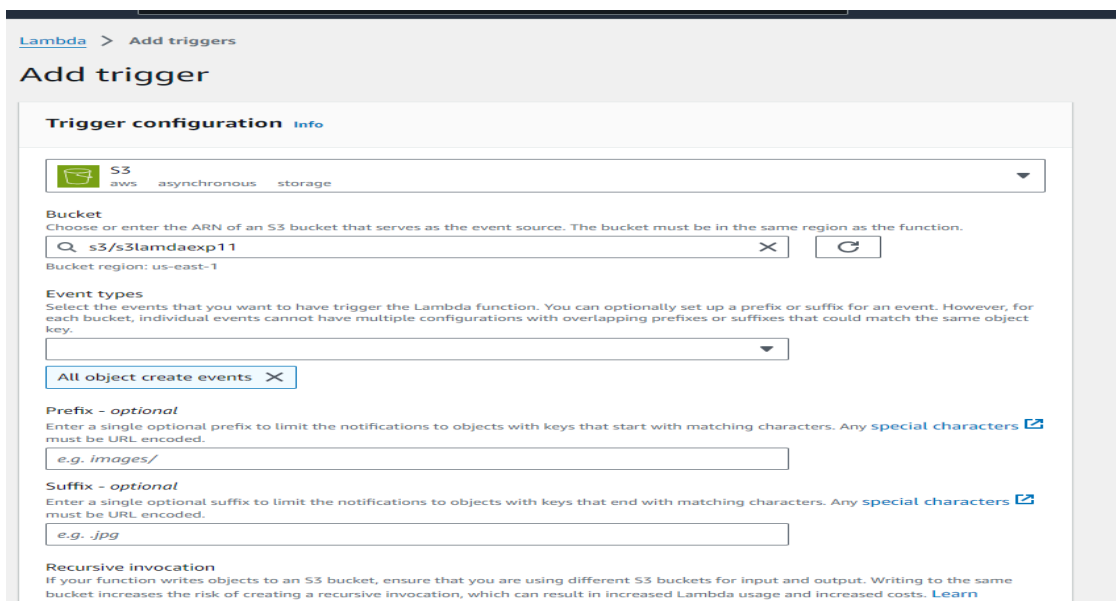 Lambda > Add triggers
Add trigger
Trigger configuration Info
S3
aws asynchronous storage
Bucket
Choose or enter the ARN of an S3 bucket that serves as the event source. The bucket must be in the same region as the function.
s3/s3lamdaexp11
Bucket region: us-east-1
Event types
Select the events that you want to have trigger the Lambda function. You can optionally set up a prefix or suffix for an event. However, for
each bucket, individual events cannot have multiple configurations with overlapping prefixes or suffixes that could match the same object
key.
All object create events
Prefix - optional
Enter a single optional prefix to limit the notifications to objects with keys that start with matching characters. Any special characters
must be URL encoded.
e.g. images/
Suffix - optional
Enter a single optional suffix to limit the notifications to objects with keys that end with matching characters. Any special characters
must be URL encoded.
e.g. .jpg
Recursive invocation
If your function writes objects to an S3 bucket, ensure that you are using different S3 buckets for input and output. Writing to the same
bucket increases the risk of creating a recursive invocation, which can result in increased Lambda usage and increased costs. Learn